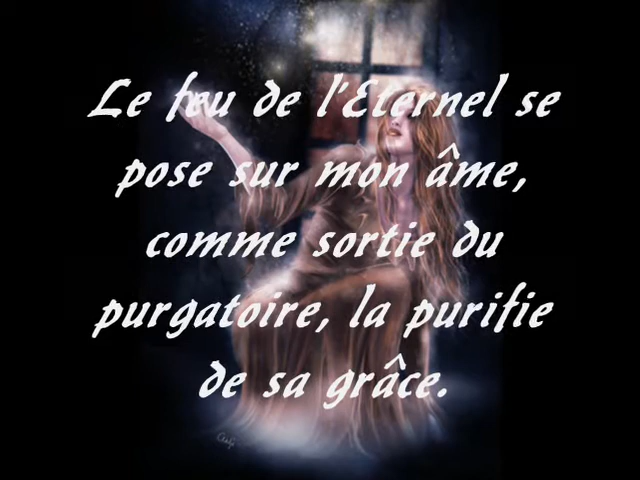 Le feu de l'Eternel se
pose sur mon âme,
comme sortie du
purgatoire, la purifie
de sa grâce.